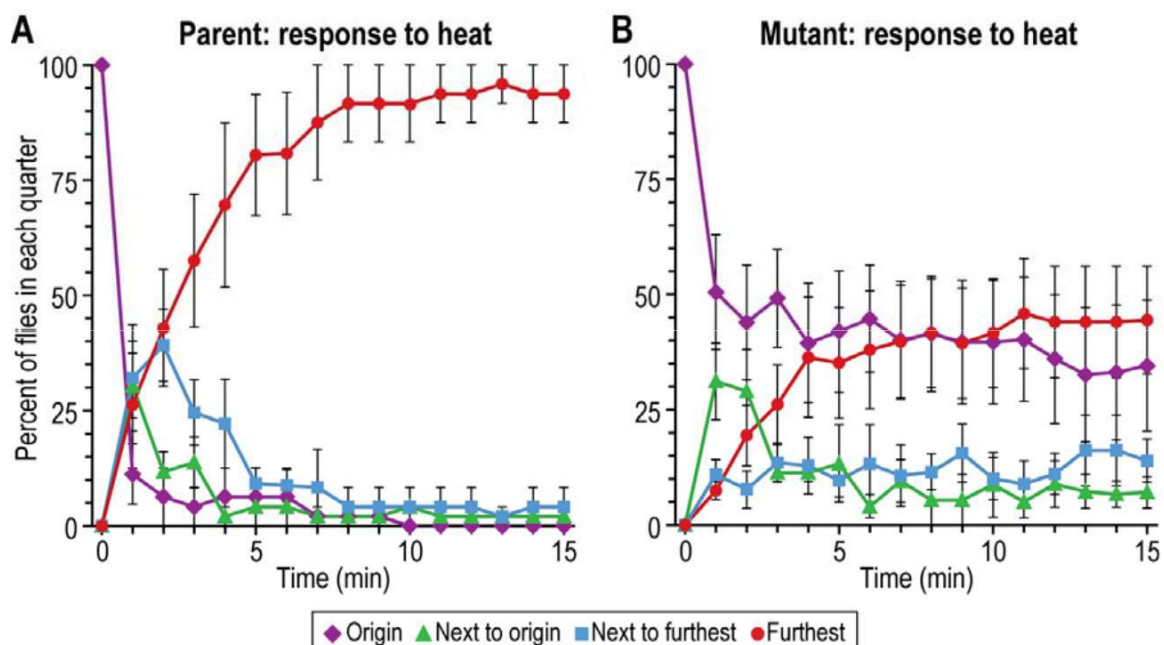 A
Parent: response to heat
Percent of flies in each quarter
100
75
50
25
0
0
5
10
15
Time (min)
B
Mutant: response to heat
100
75
50
25
0
0
5
10
15
Time (min)
Origin Next to origin Next to furthest Furthest